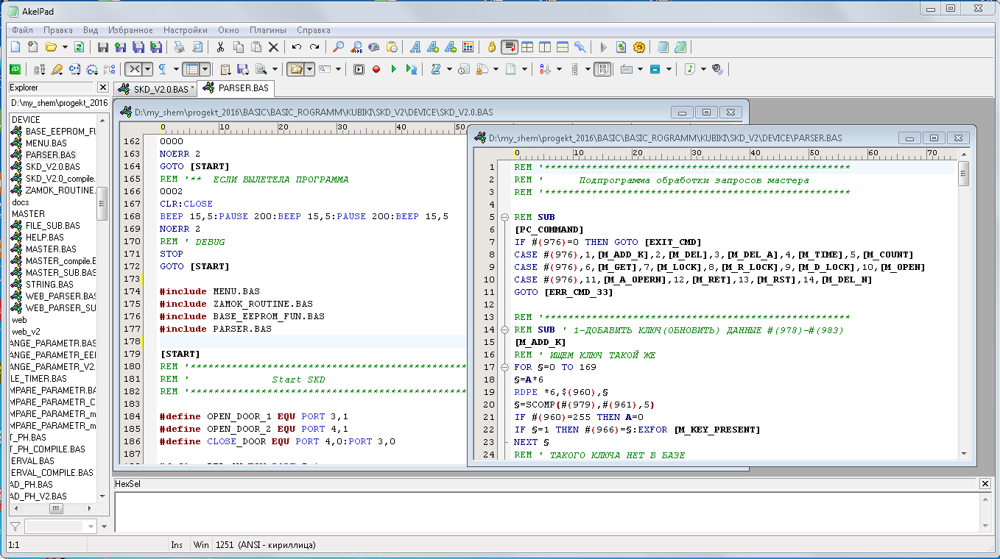 AkelPad
Файл Правка Вид Избранное Настройки Окно Плагины Справка
Explorer
SKD_V2.0.BAS * PARSER.BAS
D:\my_shem\progekt_2016
DEVICE
BASE_EEPROM_FU
MENU.BAS
PARSER.BAS
SKD_V2.0.BAS
SKD_V2.0_compile.
ZAMOK_ROUTINE.
docs
MASTER
FILE_SUB.BAS
HELP.BAS
MASTER.BAS
MASTER_compile.B
MASTER_SUB.BAS
STRING.BAS
WEB_PARSER.BAS
WEB_PARSER_SU
web
web_v2
ANGE_PARAMETR.BAS
ANGE_PARAMETR_EEI
ANGE_PARAMETR_V2.
LE_TIMER.BAS
MPARE_PARAMETR.BA
MPARE_PARAMETR_C
MPARE_PARAMETR_m
MPARE_PARAMETR_m
T_PH.BAS
T_PH_COMPILE.BAS
ERVAL.BAS
ERVAL_COMPILE.BAS
AD_PH.BAS
AD_PH_V2.BAS
D:\my_shem\progekt_2016\BASIC\BASIC_ROGRAMM\KUBIKI\SKD_V2\DEVICE\SKD_V2.0.BAS
0 10 20 30 40 50
162 0000
163 NOERR 2
164 GOTO [START]
165 REM '** ЕСЛИ ВЫЛЕТЕЛА ПРОГРАММА
166 0002
167 CLR:CLOSE
168 BEEP 15,5:PAUSE 200:BEEP 15,5:PAUSE 200:BEEP 15,5
169 NOERR 2
170 REM ' DEBUG
171 STOP
172 GOTO [START]
173
174 #include MENU.BAS
175 #include ZAMOK_ROUTINE.BAS
176 #include BASE_EEPROM_FUN.BAS
177 #include PARSER.BAS
178
179 [START]
180 REM '***********************************************
181 REM ' Start SKD
182 REM '***********************************************
183
184 #define OPEN_DOOR_1 EQU PORT 3,1
185 #define OPEN_DOOR_2 EQU PORT 4,1
186 #define CLOSE_DOOR EQU PORT 4,0:PORT 3,0
187
D:\my_shem\progekt_2016\BASIC\BASIC_ROGRAMM\KUBIKI\SKD_V2\DEVICE\PARSER.BAS
0 10 20 30 40 50 60 70
1 REM '****************************************************
2 REM ' Подпрограмма обработки запросов мастера
3 REM '****************************************************
4
5 REM SUB
6 [PC_COMMAND]
7 IF #(976)=0 THEN GOTO [EXIT_CMD]
8 CASE #(976),1,[M_ADD_K],2,[M_DEL],3,[M_DEL_A],4,[M_TIME],5,[M_COUNT]
9 CASE #(976),6,[M_GET],7,[M_LOCK],8,[M_R_LOCK],9,[M_D_LOCK],10,[M_OPEN]
10 CASE #(976),11,[M_A_OPERN],12,[M_RET],13,[M_RST],14,[M_DEL_N]
11 GOTO [ERR_CMD_33]
12
13 REM '****************************************************
14 REM SUB ' 1-ДОБАВИТЬ КЛЮЧ(ОБНОВИТЬ) ДАННЫЕ #(978)-#(983)
15 [M_ADD_K]
16 REM ' ИЩЕМ КЛЮЧ ТАКОЙ ЖЕ
17 FOR §=0 TO 169
18 §=A*6
19 RDPE *6,$(960),§
20 §=SCOMP{#(979),#(961),5}
21 IF #(960)=255 THEN A=0
22 IF §=1 THEN #(966)=§:EXFOR [M_KEY_PRESENT]
23 NEXT §
24 REM ' ТАКОГО КЛЮЧА НЕТ В БАЗЕ
HexSel
1:1 Ins Win 1251 (ANSI - кириллица)